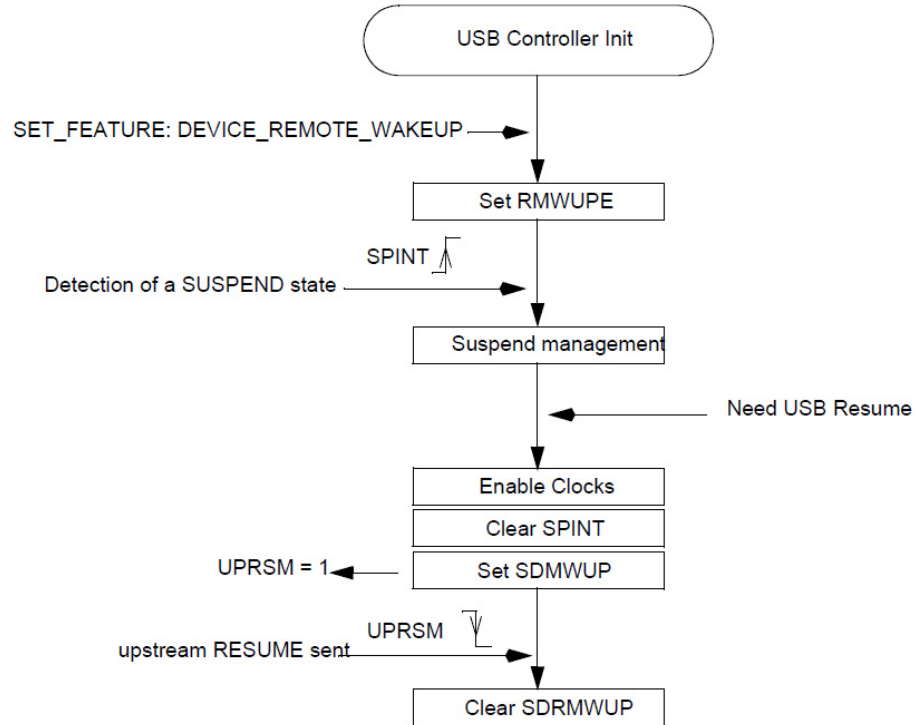 USB Controller Init
SET_FEATURE: DEVICE_REMOTE_WAKEUP
Set RMWUPE
SPINT
Detection of a SUSPEND state
Suspend management
Need USB Resume
Enable Clocks
Clear SPINT
UPRSM = 1
Set SDMWUP
UPRSM
upstream RESUME sent
Clear SDRMWUP